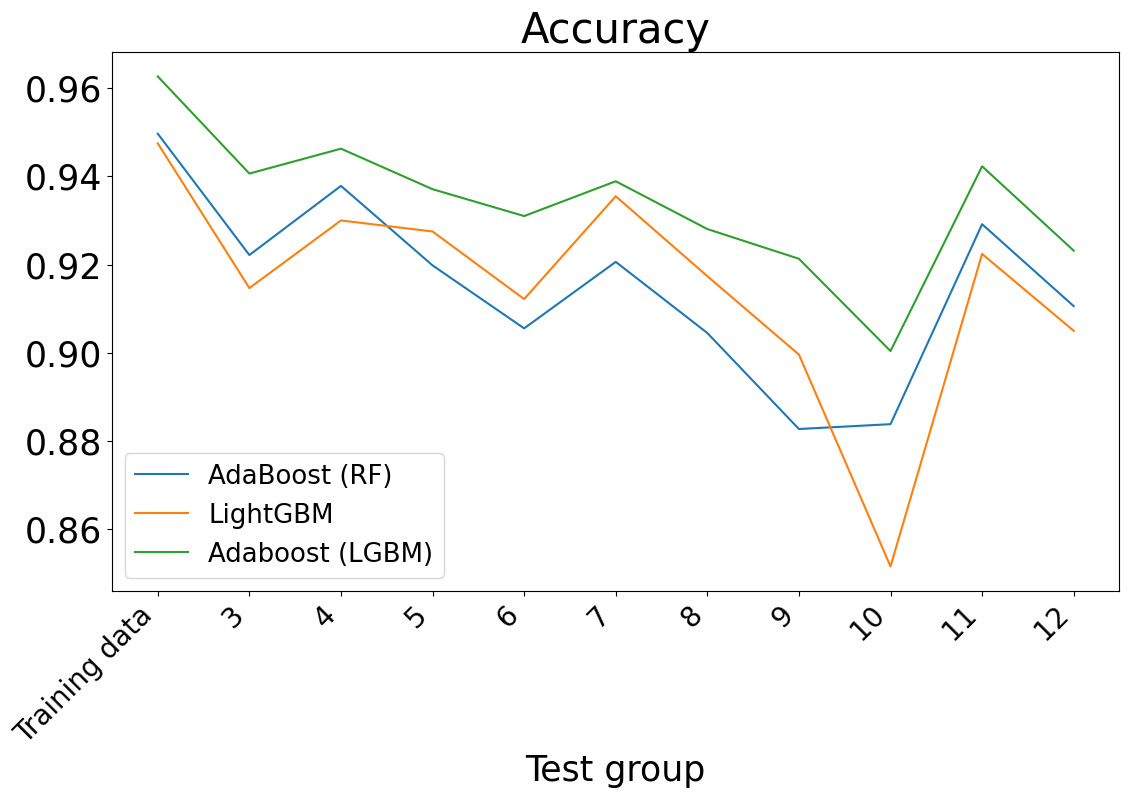 Accuracy
0.96
0.94
0.92
0.90
0.88
0.86
AdaBoost (RF)
LightGBM
Adaboost (LGBM)
Training data
3
4
5
6
7
8
9
10
11
12
Test group